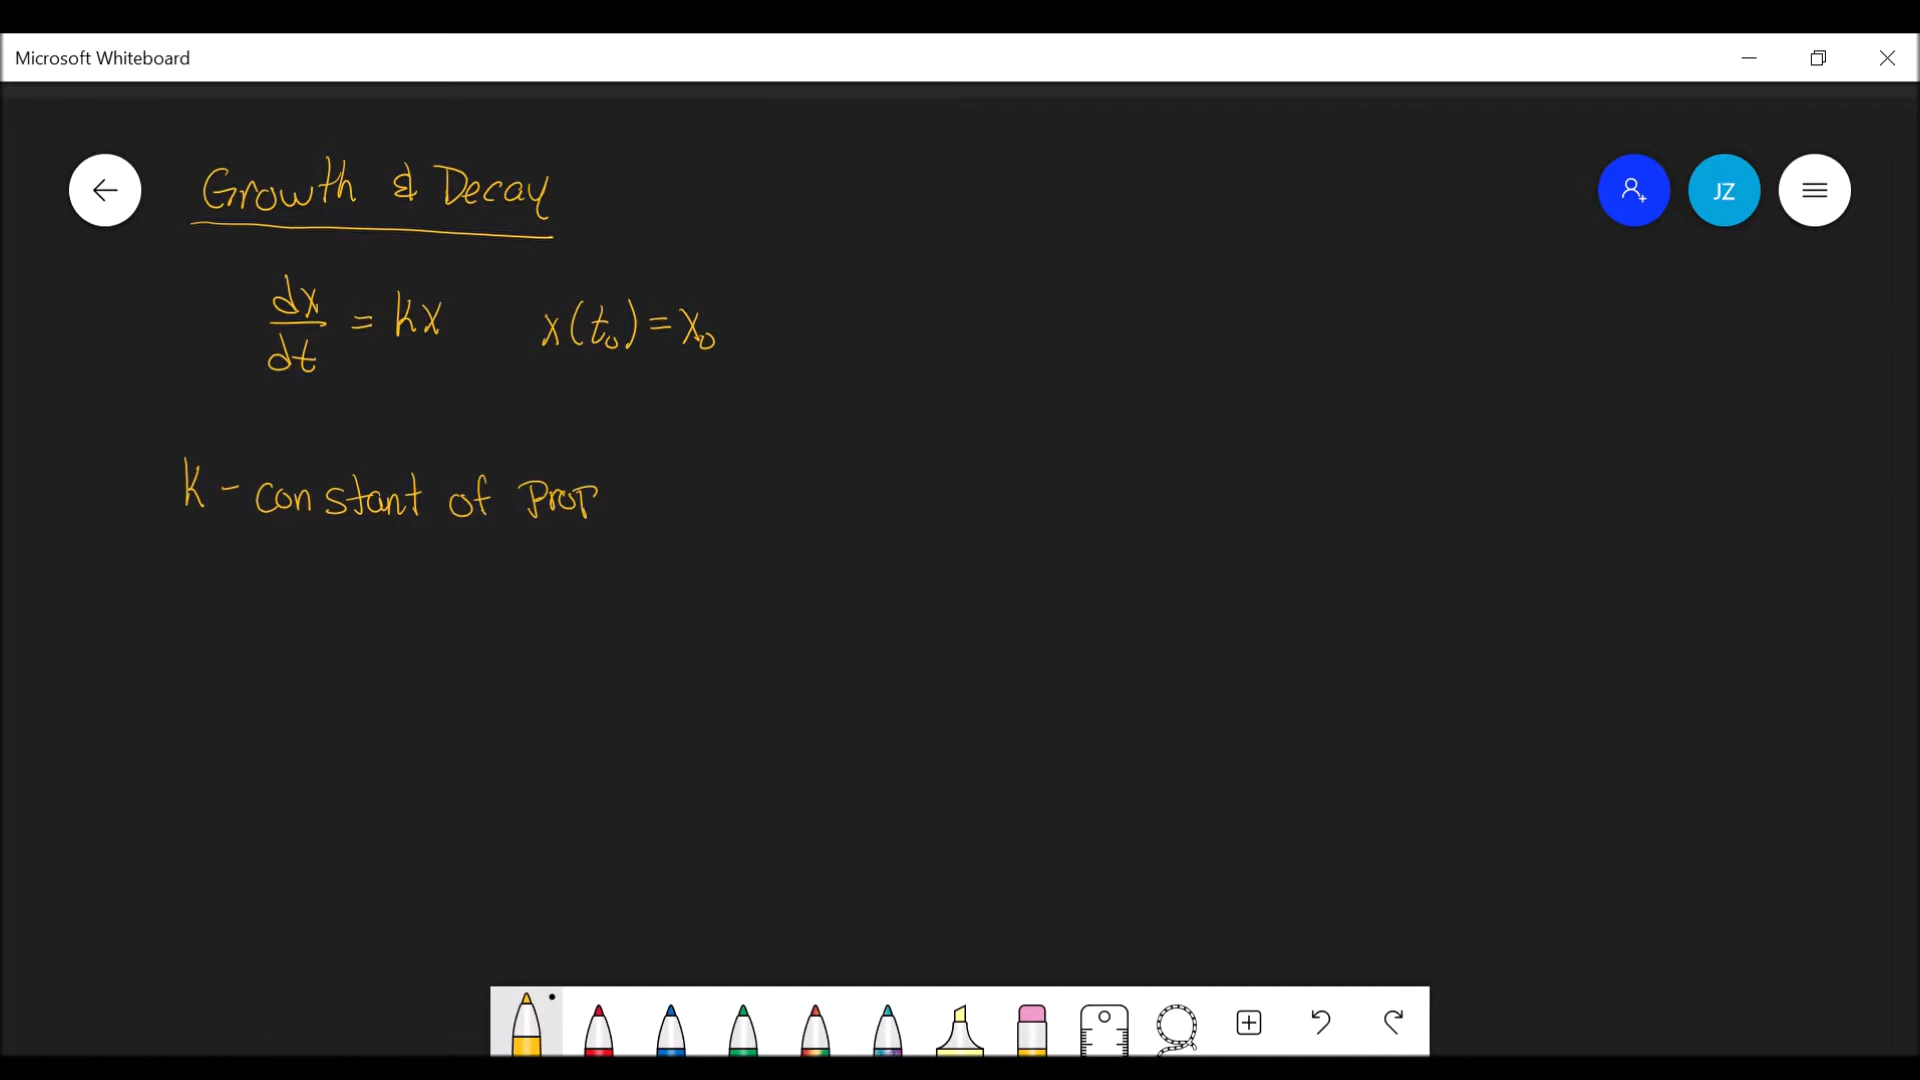 Microsoft Whiteboard
Growth & Decay
JZ
dx/dt = kx x(t₀) = x₀
K - constant of Prop